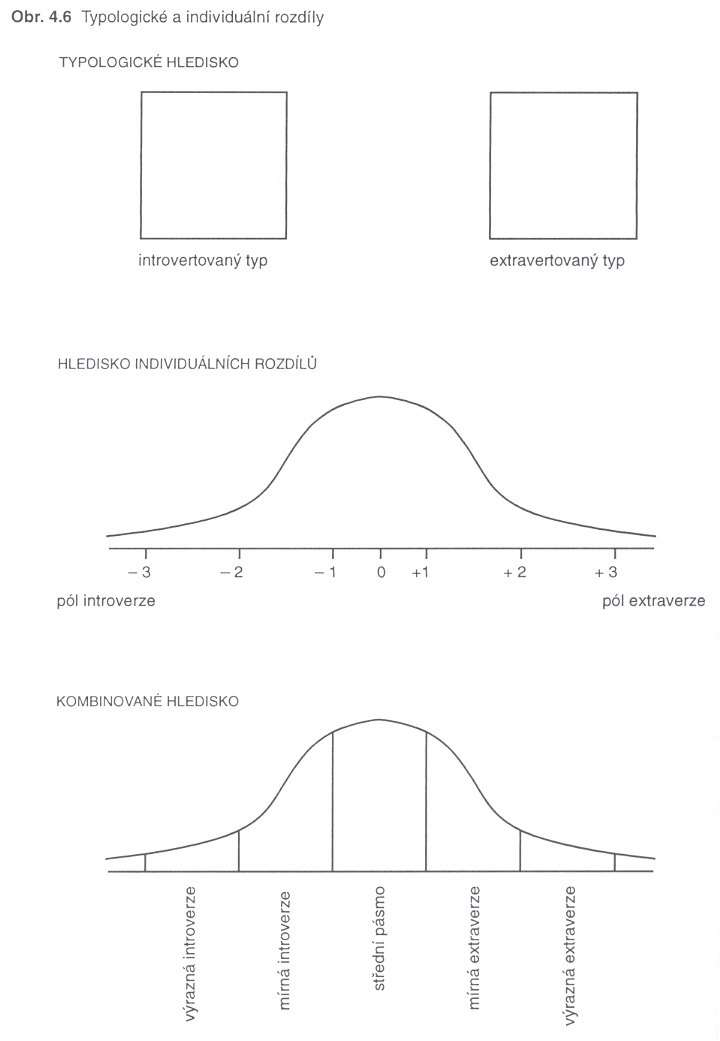 Obr. 4.6 Typologické a individuální rozdíly
TYPOLOGICKÉ HLEDISKO
introvertovaný typ
extravertovaný typ
HLEDISKO INDIVIDUÁLNÍCH ROZDÍLŮ
– 3 – 2 – 1 0 +1 + 2 + 3
pól introverze
pól extraverze
KOMBINOVANÉ HLEDISKO
výrazná introverze
mírná introverze
střední pásmo
mírná extraverze
výrazná extraverze